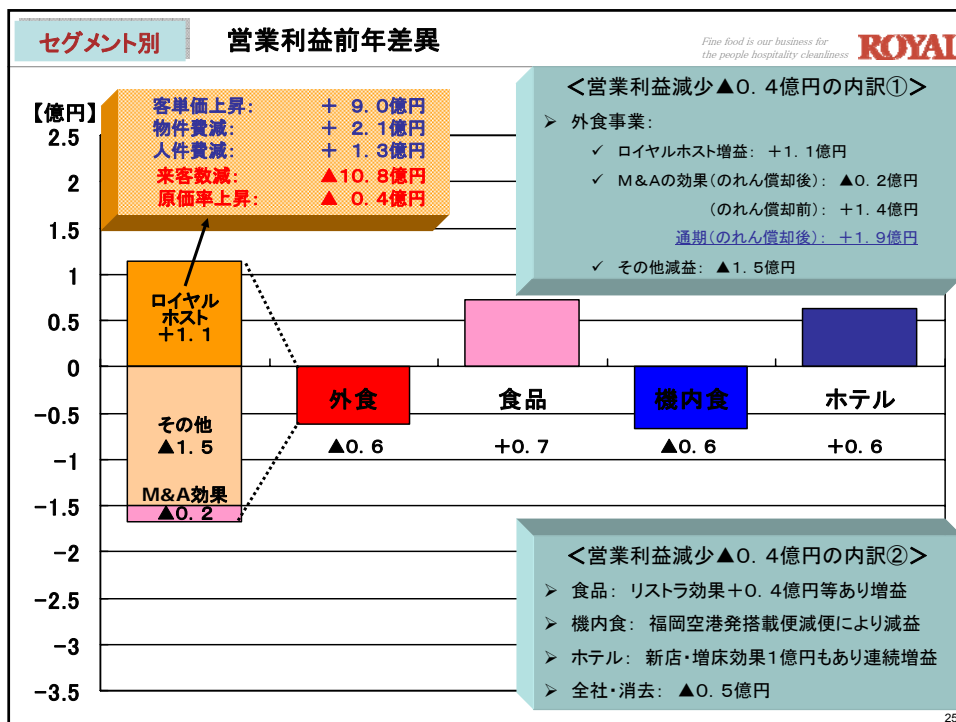 セグメント別
営業利益前年差異
Fine food is our business for
the people hospitality cleanliness
ROYAL
【億円】
客単価上昇: + 9.0億円
物件費減: + 2.1億円
人件費減: + 1.3億円
来客数減: ▲10.8億円
原価率上昇: ▲ 0.4億円
<営業利益減少▲0.4億円の内訳①>
➢ 外食事業:
✓ ロイヤルホスト増益: +1.1億円
✓ M&Aの効果(のれん償却後): ▲0.2億円
(のれん償却前): +1.4億円
通期(のれん償却後): +1.9億円
✓ その他減益: ▲1.5億円
2.5
2
1.5
1
0.5
0
-0.5
-1
-1.5
-2
-2.5
-3
-3.5
ロイヤル
ホスト
+1.1
その他
▲1.5
M&A効果
▲0.2
外食
▲0.6
食品
+0.7
機内食
▲0.6
ホテル
+0.6
<営業利益減少▲0.4億円の内訳②>
➢ 食品: リストラ効果+0.4億円等あり増益
➢ 機内食: 福岡空港発搭載便減便により減益
➢ ホテル: 新店・増床効果1億円もあり連続増益
➢ 全社・消去: ▲0.5億円
25